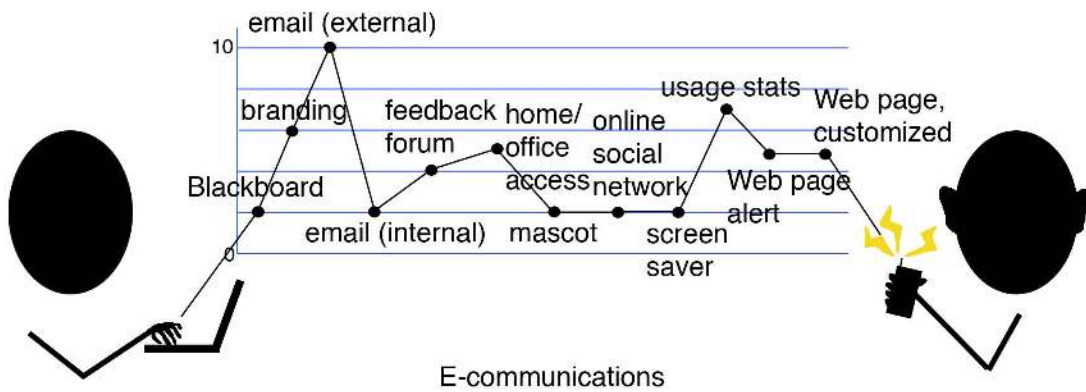 10
email (external)
branding
feedback
forum
home/
office
access
online
social
network
usage stats
Web page,
customized
Blackboard
Web page
alert
email (internal)
mascot
screen
saver
0
E-communications